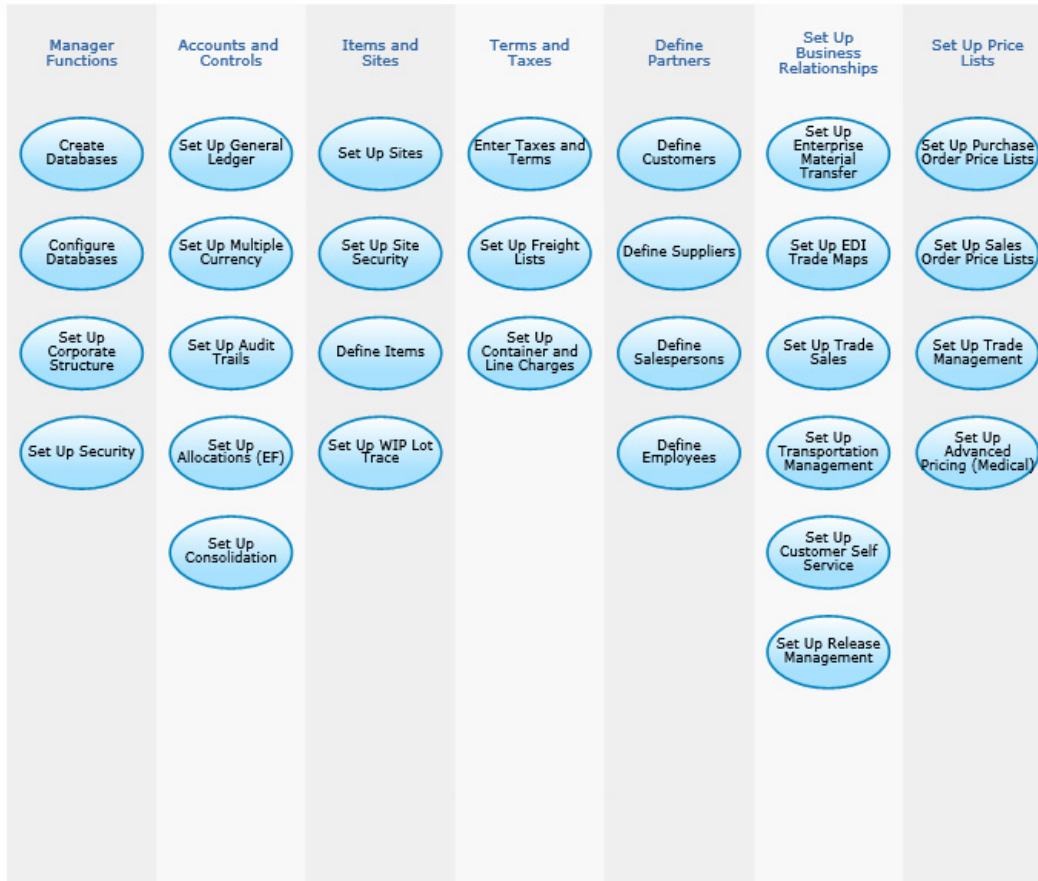 Manager
Functions
Accounts and
Controls
Items and
Sites
Terms and
Taxes
Define
Partners
Set Up
Business
Relationships
Set Up Price
Lists
Create
Databases
Configure
Databases
Set Up
Corporate
Structure
Set Up Security
Set Up General
Ledger
Set Up Multiple
Currency
Set Up Audit
Trails
Set Up
Allocations (EF)
Set Up
Consolidation
Set Up Sites
Set Up Site
Security
Define Items
Set Up WIP Lot
Trace
Enter Taxes and
Terms
Set Up Freight
Lists
Set Up
Container and
Line Charges
Define
Customers
Define Suppliers
Define
Salespersons
Define
Employees
Set Up
Enterprise
Material
Transfer
Set Up EDI
Trade Maps
Set Up Trade
Sales
Set Up
Transportation
Management
Set Up
Customer Self
Service
Set Up Release
Management
Set Up Purchase
Order Price Lists
Set Up Sales
Order Price Lists
Set Up Trade
Management
Set Up
Advanced
Pricing (Medical)